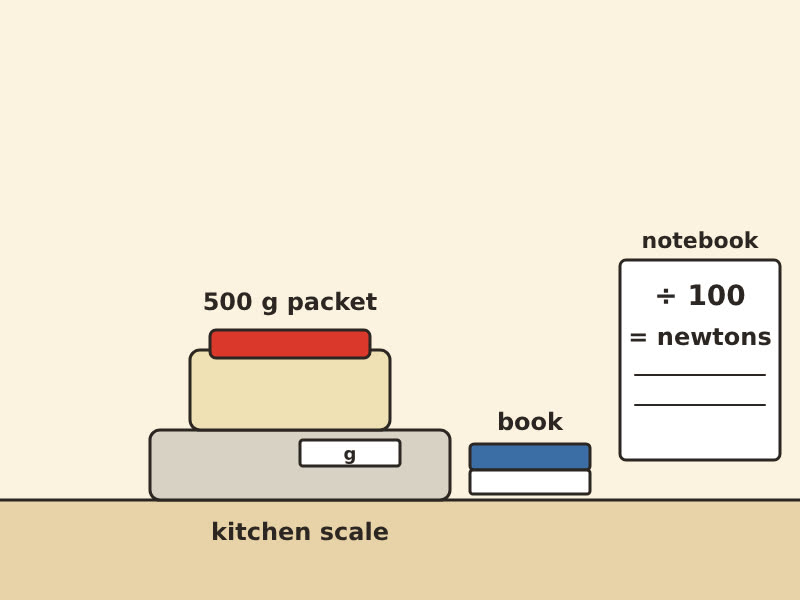 notebook
÷ 100
= newtons
500 g packet
book
g
kitchen scale